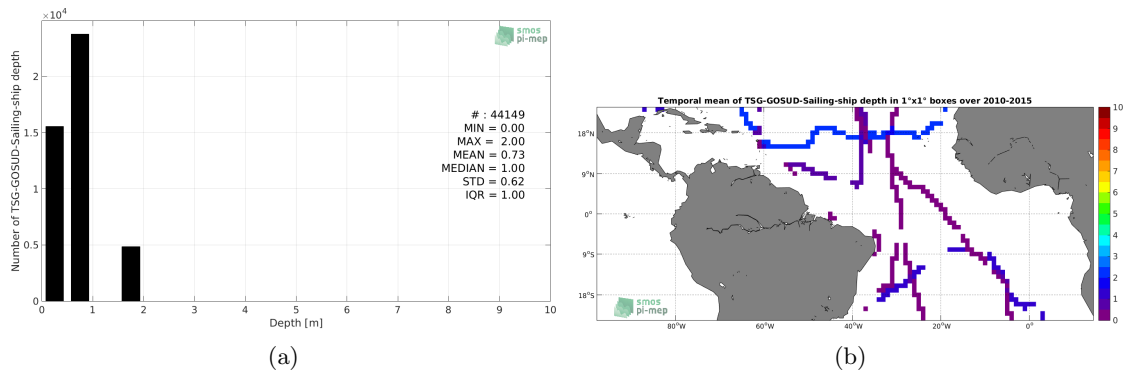 ×10⁴
2
1.5
1
0.5
0
Number of TSG-GOSUD-Sailing-ship depth
smos
pi-mep
# : 44149
MIN = 0.00
MAX = 2.00
MEAN = 0.73
MEDIAN = 1.00
STD = 0.62
IQR = 1.00
0 1 2 3 4 5 6 7 8 9 10
Depth [m]
(a)
Temporal mean of TSG-GOSUD-Sailing-ship depth in 1°x1° boxes over 2010-2015
18°N
9°N
0°
9°S
18°S
smos
pi-mep
80°W 60°W 40°W 20°W 0°
10
9
8
7
6
5
4
3
2
1
0
(b)